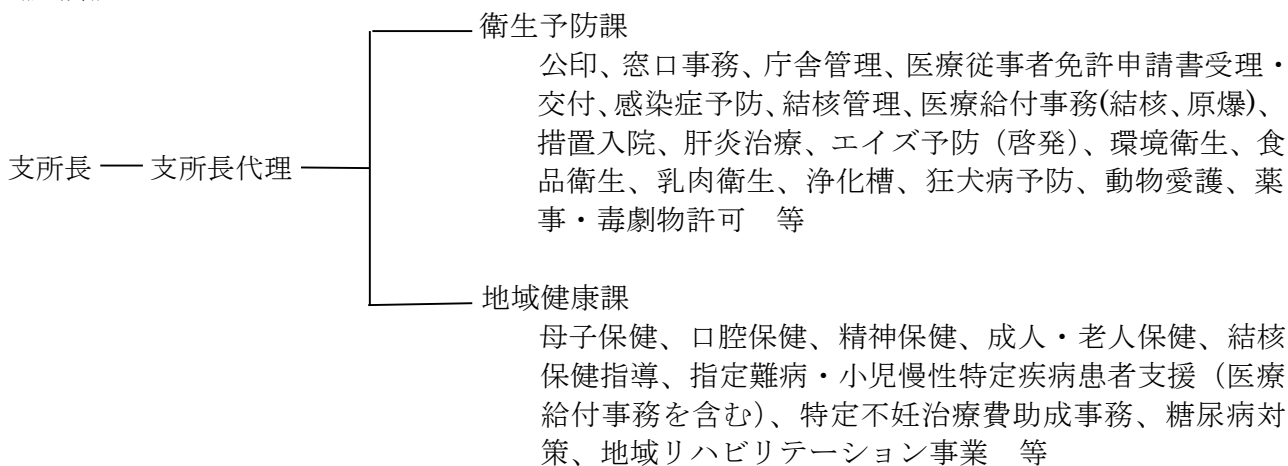 衛生予防課
公印、窓口事務、庁舎管理、医療従事者免許申請書受理・
交付、感染症予防、結核管理、医療給付事務(結核、原爆)、
措置入院、肝炎治療、エイズ予防（啓発）、環境衛生、食
品衛生、乳肉衛生、浄化槽、狂犬病予防、動物愛護、薬
事・毒劇物許可　等
支所長 ── 支所長代理
地域健康課
母子保健、口腔保健、精神保健、成人・老人保健、結核
保健指導、指定難病・小児慢性特定疾病患者支援（医療
給付事務を含む）、特定不妊治療費助成事務、糖尿病対
策、地域リハビリテーション事業　等